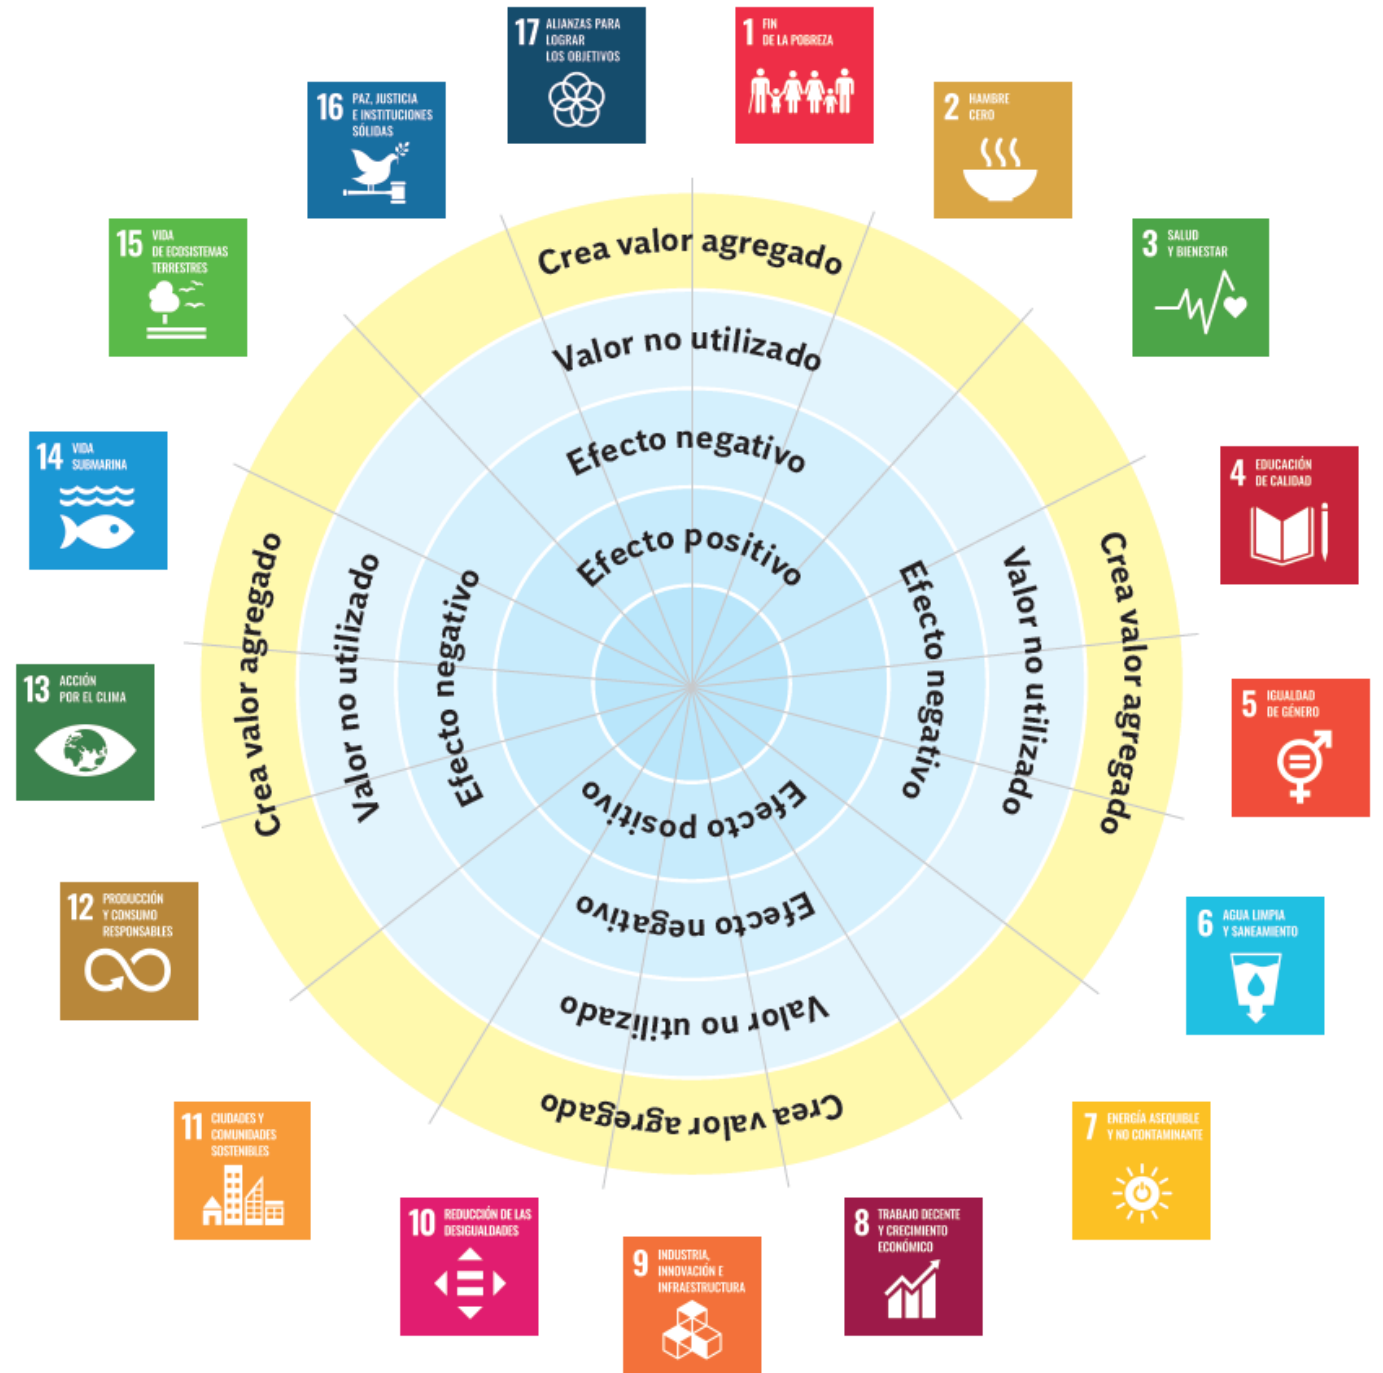 17 ALIANZAS PARA
LOGRAR
LOS OBJETIVOS
1 FIN
DE LA POBREZA
2 HAMBRE
CERO
3 SALUD
Y BIENESTAR
4 EDUCACIÓN
DE CALIDAD
5 IGUALDAD
DE GÉNERO
6 AGUA LIMPIA
Y SANEAMIENTO
7 ENERGÍA ASEQUIBLE
Y NO CONTAMINANTE
8 TRABAJO DECENTE
Y CRECIMIENTO
ECONÓMICO
9 INDUSTRIA,
INNOVACIÓN E
INFRAESTRUCTURA
10 REDUCCIÓN DE LAS
DESIGUALDADES
11 CIUDADES Y
COMUNIDADES
SOSTENIBLES
12 PRODUCCIÓN
Y CONSUMO
RESPONSABLES
13 ACCIÓN
POR EL CLIMA
14 VIDA
SUBMARINA
15 VIDA
DE ECOSISTEMAS
TERRESTRES
16 PAZ, JUSTICIA
E INSTITUCIONES
SÓLIDAS
Crea valor agregado
Valor no utilizado
Efecto negativo
Efecto positivo
Crea valor agregado
Valor no utilizado
Efecto negativo
Efecto negativo
Valor no utilizado
Crea valor agregado
Efecto positivo
Efecto negativo
Valor no utilizado
Crea valor agregado